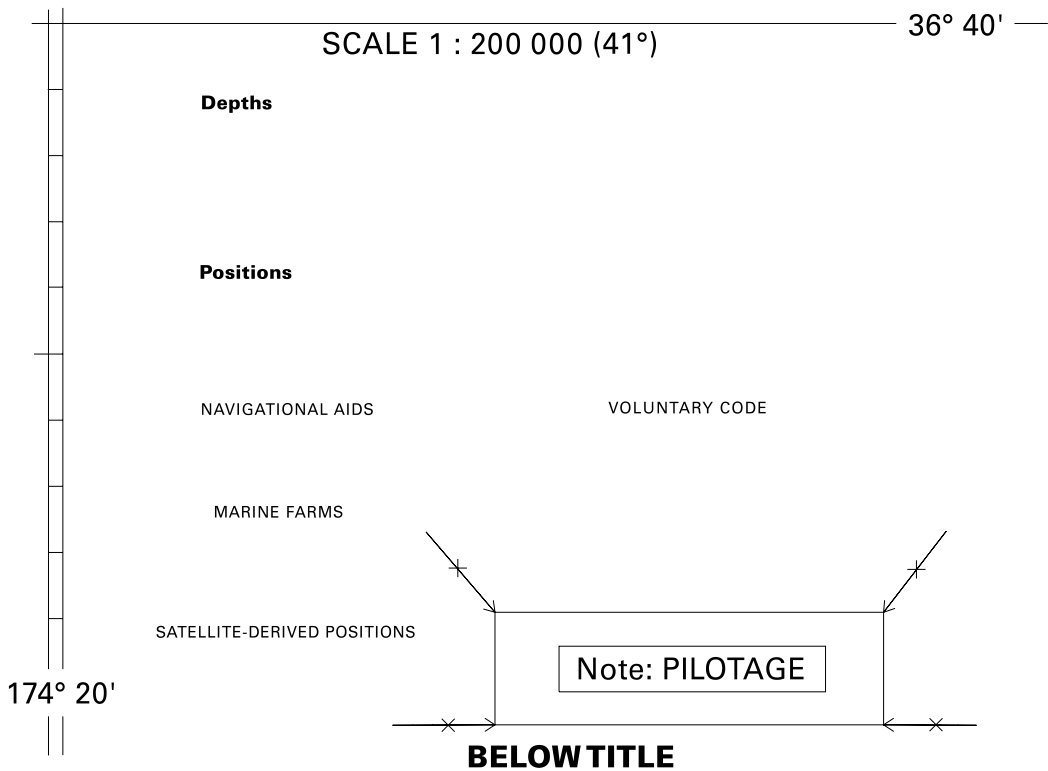 36° 40'
SCALE 1 : 200 000 (41°)
Depths
Positions
NAVIGATIONAL AIDS
VOLUNTARY CODE
MARINE FARMS
SATELLITE-DERIVED POSITIONS
Note: PILOTAGE
174° 20'
BELOW TITLE